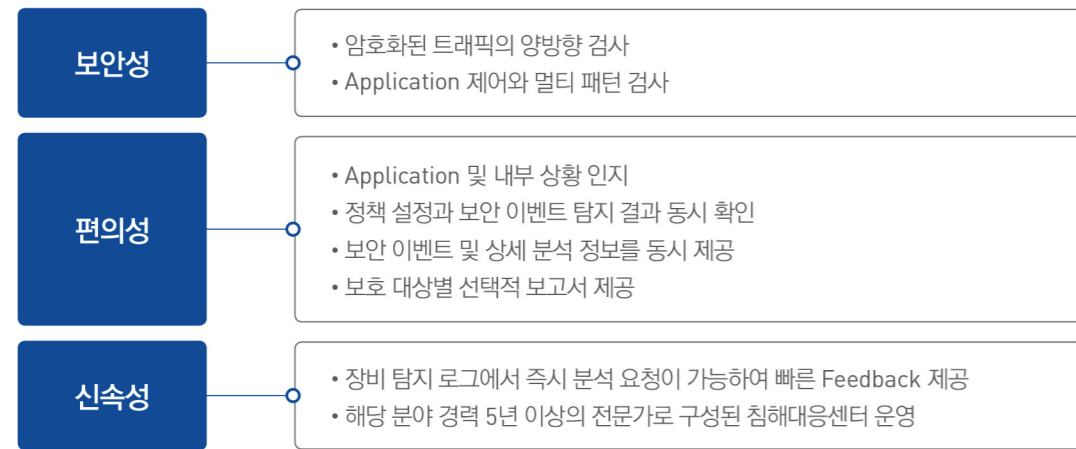 보안성
• 암호화된 트래픽의 양방향 검사
• Application 제어와 멀티 패턴 검사
편의성
• Application 및 내부 상황 인지
• 정책 설정과 보안 이벤트 탐지 결과 동시 확인
• 보안 이벤트 및 상세 분석 정보를 동시 제공
• 보호 대상별 선택적 보고서 제공
신속성
• 장비 탐지 로그에서 즉시 분석 요청이 가능하여 빠른 Feedback 제공
• 해당 분야 경력 5년 이상의 전문가로 구성된 침해대응센터 운영